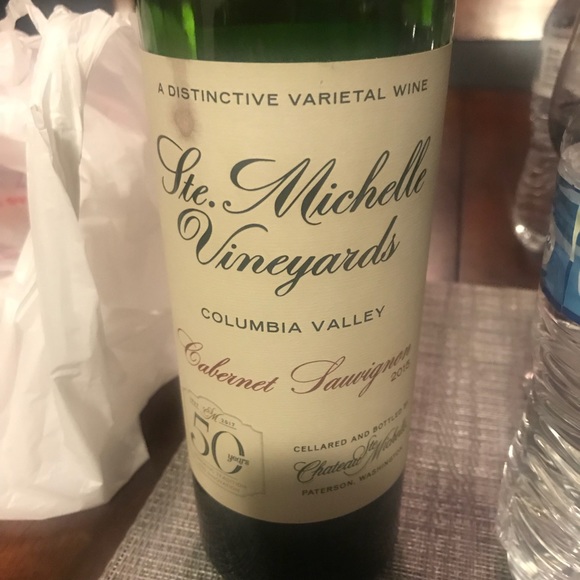 A DISTINCTIVE VARIETAL WINE
Ste. Michelle
Vineyards
COLUMBIA VALLEY
Cabernet Sauvignon
2015
50 years
CELLARED AND BOTTLED BY
Chateau Ste Michelle
PATERSON, WASHINGTON